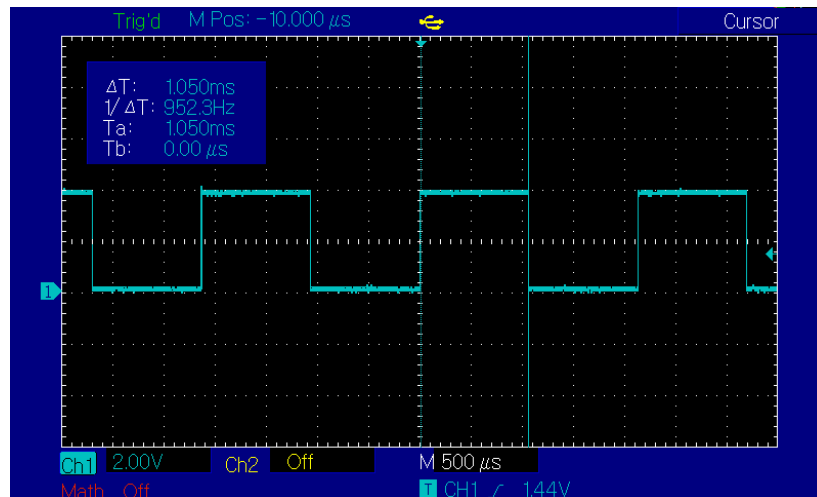 Trig'd M Pos: -10.000 μs Cursor
ΔT: 1.050ms
1/ΔT: 952.3Hz
Ta: 1.050ms
Tb: 0.00 μs
1
Ch1 2.00V Ch2 Off M 500 μs
Math Off T CH1 / 1.44V